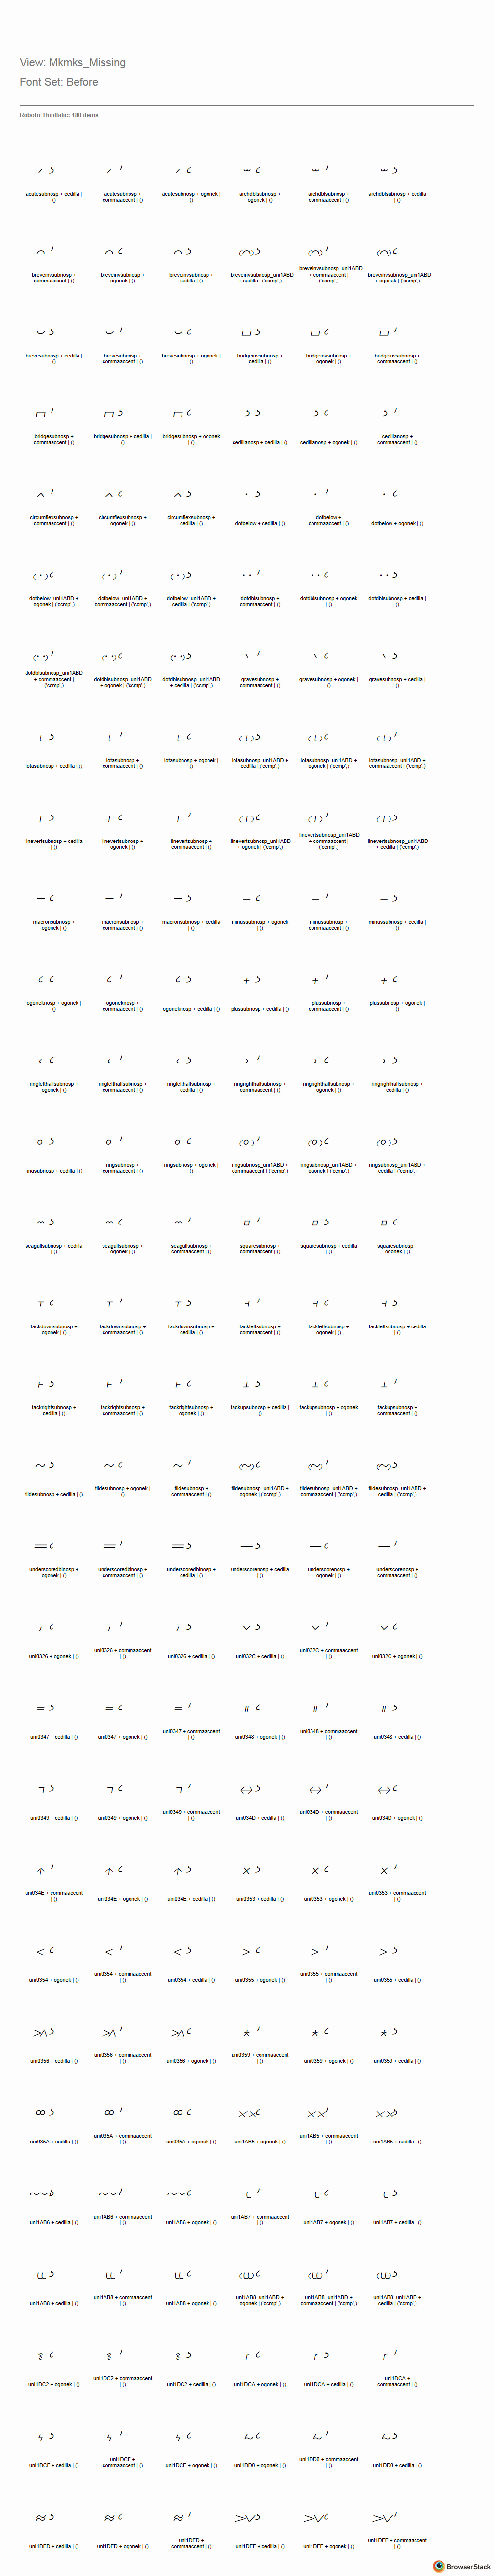 View: Mkmks_Missing
Font Set: Before
Roboto-ThinItalic: 180 items
acutesubnosp + cedilla |
()
acutesubnosp +
commaaccent | ()
acutesubnosp + ogonek |
()
archdblsubnosp +
ogonek | ()
archdblsubnosp +
commaaccent | ()
archdblsubnosp + cedilla
| ()
breveinvsubnosp +
commaaccent | ()
breveinvsubnosp +
ogonek | ()
breveinvsubnosp +
cedilla | ()
breveinvsubnosp_uni1ABD
+ cedilla | ('ccmp',)
breveinvsubnosp_uni1ABD
+ commaaccent |
('ccmp',)
breveinvsubnosp_uni1ABD
+ ogonek | ('ccmp',)
brevesubnosp + cedilla |
()
brevesubnosp +
commaaccent | ()
brevesubnosp + ogonek |
()
bridgeinvsubnosp +
cedilla | ()
bridgeinvsubnosp +
ogonek | ()
bridgeinvsubnosp +
commaaccent | ()
bridgesubnosp +
commaaccent | ()
bridgesubnosp + cedilla |
()
bridgesubnosp + ogonek
| ()
cedillanosp + cedilla | ()
cedillanosp + ogonek | ()
cedillanosp +
commaaccent | ()
circumflexsubnosp +
commaaccent | ()
circumflexsubnosp +
ogonek | ()
circumflexsubnosp +
cedilla | ()
dotbelow + cedilla | ()
dotbelow +
commaaccent | ()
dotbelow + ogonek | ()
dotbelow_uni1ABD +
ogonek | ('ccmp',)
dotbelow_uni1ABD +
commaaccent | ('ccmp',)
dotbelow_uni1ABD +
cedilla | ('ccmp',)
dotdblsubnosp +
commaaccent | ()
dotdblsubnosp + ogonek
| ()
dotdblsubnosp + cedilla |
()
dotdblsubnosp_uni1ABD
+ commaaccent |
('ccmp',)
dotdblsubnosp_uni1ABD
+ ogonek | ('ccmp',)
dotdblsubnosp_uni1ABD
+ cedilla | ('ccmp',)
gravesubnosp +
commaaccent | ()
gravesubnosp + ogonek |
()
gravesubnosp + cedilla |
()
iotasubnosp + cedilla | ()
iotasubnosp +
commaaccent | ()
iotasubnosp + ogonek |
()
iotasubnosp_uni1ABD +
cedilla | ('ccmp',)
iotasubnosp_uni1ABD +
ogonek | ('ccmp',)
iotasubnosp_uni1ABD +
commaaccent | ('ccmp',)
linevertsubnosp + cedilla
| ()
linevertsubnosp +
ogonek | ()
linevertsubnosp +
commaaccent | ()
linevertsubnosp_uni1ABD
+ ogonek | ('ccmp',)
linevertsubnosp_uni1ABD
+ commaaccent |
('ccmp',)
linevertsubnosp_uni1ABD
+ cedilla | ('ccmp',)
macronsubnosp +
ogonek | ()
macronsubnosp +
commaaccent | ()
macronsubnosp + cedilla
| ()
minussubnosp + ogonek
| ()
minussubnosp +
commaaccent | ()
minussubnosp + cedilla |
()
ogoneknosp + ogonek |
()
ogoneknosp +
commaaccent | ()
ogoneknosp + cedilla | ()
plussubnosp + cedilla | ()
plussubnosp +
commaaccent | ()
plussubnosp + ogonek |
()
ringlefthalfsubnosp +
ogonek | ()
ringlefthalfsubnosp +
commaaccent | ()
ringlefthalfsubnosp +
cedilla | ()
ringrighthalfsubnosp +
commaaccent | ()
ringrighthalfsubnosp +
ogonek | ()
ringrighthalfsubnosp +
cedilla | ()
ringsubnosp + cedilla | ()
ringsubnosp +
commaaccent | ()
ringsubnosp + ogonek |
()
ringsubnosp_uni1ABD +
commaaccent | ('ccmp',)
ringsubnosp_uni1ABD +
ogonek | ('ccmp',)
ringsubnosp_uni1ABD +
cedilla | ('ccmp',)
seagullsubnosp + cedilla
| ()
seagullsubnosp +
ogonek | ()
seagullsubnosp +
commaaccent | ()
squaresubnosp +
commaaccent | ()
squaresubnosp + cedilla
| ()
squaresubnosp +
ogonek | ()
tackdownsubnosp +
ogonek | ()
tackdownsubnosp +
commaaccent | ()
tackdownsubnosp +
cedilla | ()
tackleftsubnosp +
commaaccent | ()
tackleftsubnosp +
ogonek | ()
tackleftsubnosp + cedilla
| ()
tackrightsubnosp +
cedilla | ()
tackrightsubnosp +
commaaccent | ()
tackrightsubnosp +
ogonek | ()
tackupsubnosp + cedilla |
()
tackupsubnosp + ogonek
| ()
tackupsubnosp +
commaaccent | ()
tildesubnosp + cedilla | ()
tildesubnosp + ogonek |
()
tildesubnosp +
commaaccent | ()
tildesubnosp_uni1ABD +
ogonek | ('ccmp',)
tildesubnosp_uni1ABD +
commaaccent | ('ccmp',)
tildesubnosp_uni1ABD +
cedilla | ('ccmp',)
underscoredblnosp +
ogonek | ()
underscoredblnosp +
commaaccent | ()
underscoredblnosp +
cedilla | ()
underscorenosp + cedilla
| ()
underscorenosp +
ogonek | ()
underscorenosp +
commaaccent | ()
uni0326 + ogonek | ()
uni0326 + commaaccent
| ()
uni0326 + cedilla | ()
uni032C + cedilla | ()
uni032C + commaaccent
| ()
uni032C + ogonek | ()
uni0347 + cedilla | ()
uni0347 + ogonek | ()
uni0347 + commaaccent
| ()
uni0348 + ogonek | ()
uni0348 + commaaccent
| ()
uni0348 + cedilla | ()
uni0349 + cedilla | ()
uni0349 + ogonek | ()
uni0349 + commaaccent
| ()
uni034D + cedilla | ()
uni034D + commaaccent
| ()
uni034D + ogonek | ()
uni034E + commaaccent
| ()
uni034E + ogonek | ()
uni034E + cedilla | ()
uni0353 + cedilla | ()
uni0353 + ogonek | ()
uni0353 + commaaccent
| ()
uni0354 + ogonek | ()
uni0354 + commaaccent
| ()
uni0354 + cedilla | ()
uni0355 + ogonek | ()
uni0355 + commaaccent
| ()
uni0355 + cedilla | ()
uni0356 + cedilla | ()
uni0356 + commaaccent
| ()
uni0356 + ogonek | ()
uni0359 + commaaccent
| ()
uni0359 + ogonek | ()
uni0359 + cedilla | ()
uni035A + cedilla | ()
uni035A + commaaccent
| ()
uni035A + ogonek | ()
uni1AB5 + ogonek | ()
uni1AB5 + commaaccent
| ()
uni1AB5 + cedilla | ()
uni1AB6 + cedilla | ()
uni1AB6 + commaaccent
| ()
uni1AB6 + ogonek | ()
uni1AB7 + commaaccent
| ()
uni1AB7 + ogonek | ()
uni1AB7 + cedilla | ()
uni1AB8 + cedilla | ()
uni1AB8 + commaaccent
| ()
uni1AB8 + ogonek | ()
uni1AB8_uni1ABD +
ogonek | ('ccmp',)
uni1AB8_uni1ABD +
commaaccent | ('ccmp',)
uni1AB8_uni1ABD +
cedilla | ('ccmp',)
uni1DC2 + ogonek | ()
uni1DC2 + commaaccent
| ()
uni1DC2 + cedilla | ()
uni1DCA + ogonek | ()
uni1DCA + cedilla | ()
uni1DCA +
commaaccent | ()
uni1DCF + cedilla | ()
uni1DCF +
commaaccent | ()
uni1DCF + ogonek | ()
uni1DD0 + ogonek | ()
uni1DD0 + commaaccent
| ()
uni1DD0 + cedilla | ()
uni1DFD + cedilla | ()
uni1DFD + ogonek | ()
uni1DFD +
commaaccent | ()
uni1DFF + cedilla | ()
uni1DFF + ogonek | ()
uni1DFF + commaaccent
| ()
BrowserStack